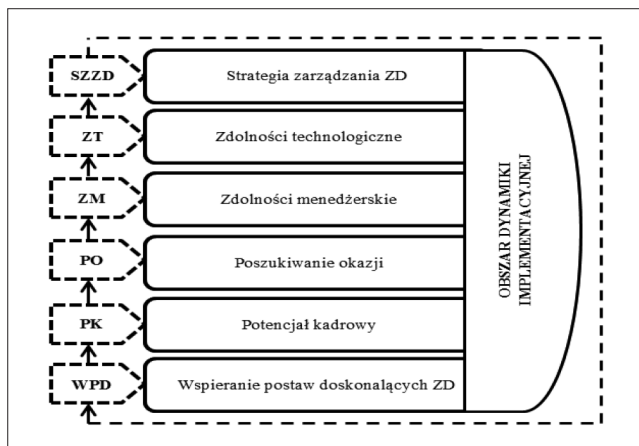 SZZD Strategia zarządzania ZD
ZT Zdolności technologiczne
ZM Zdolności menedżerskie
PO Poszukiwanie okazji
PK Potencjał kadrowy
WPD Wspieranie postaw doskonalących ZD
OBSZAR DYNAMIKI
IMPLEMENTACYJNEJ